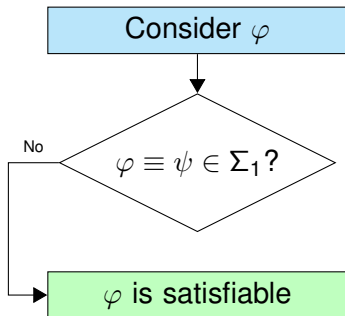 Consider φ
No
φ ≡ ψ ∈ Σ₁?
φ is satisfiable